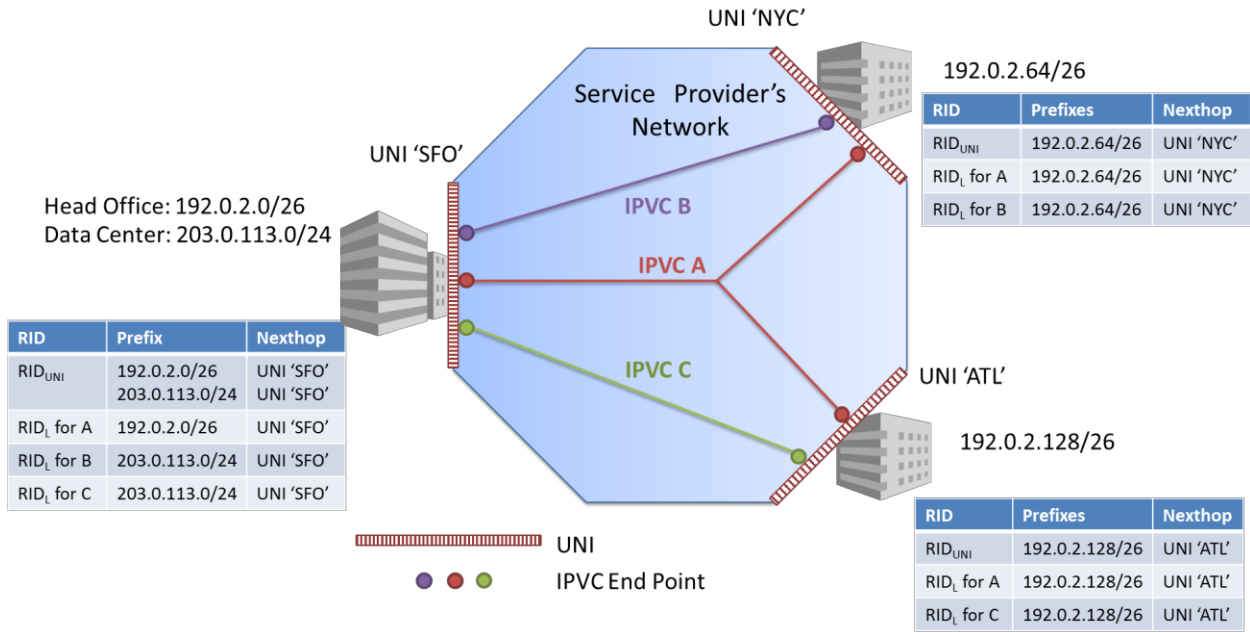 UNI 'NYC'
192.0.2.64/26
Service Provider's
Network
RID Prefixes Nexthop
RIDUNI 192.0.2.64/26 UNI 'NYC'
RIDL for A 192.0.2.64/26 UNI 'NYC'
RIDL for B 192.0.2.64/26 UNI 'NYC'
UNI 'SFO'
Head Office: 192.0.2.0/26
Data Center: 203.0.113.0/24
IPVC B
IPVC A
IPVC C
RID Prefix Nexthop
RIDUNI 192.0.2.0/26 UNI 'SFO'
203.0.113.0/24 UNI 'SFO'
RIDL for A 192.0.2.0/26 UNI 'SFO'
RIDL for B 203.0.113.0/24 UNI 'SFO'
RIDL for C 203.0.113.0/24 UNI 'SFO'
UNI 'ATL'
192.0.2.128/26
RID Prefixes Nexthop
RIDUNI 192.0.2.128/26 UNI 'ATL'
RIDL for A 192.0.2.128/26 UNI 'ATL'
RIDL for C 192.0.2.128/26 UNI 'ATL'
UNI
IPVC End Point